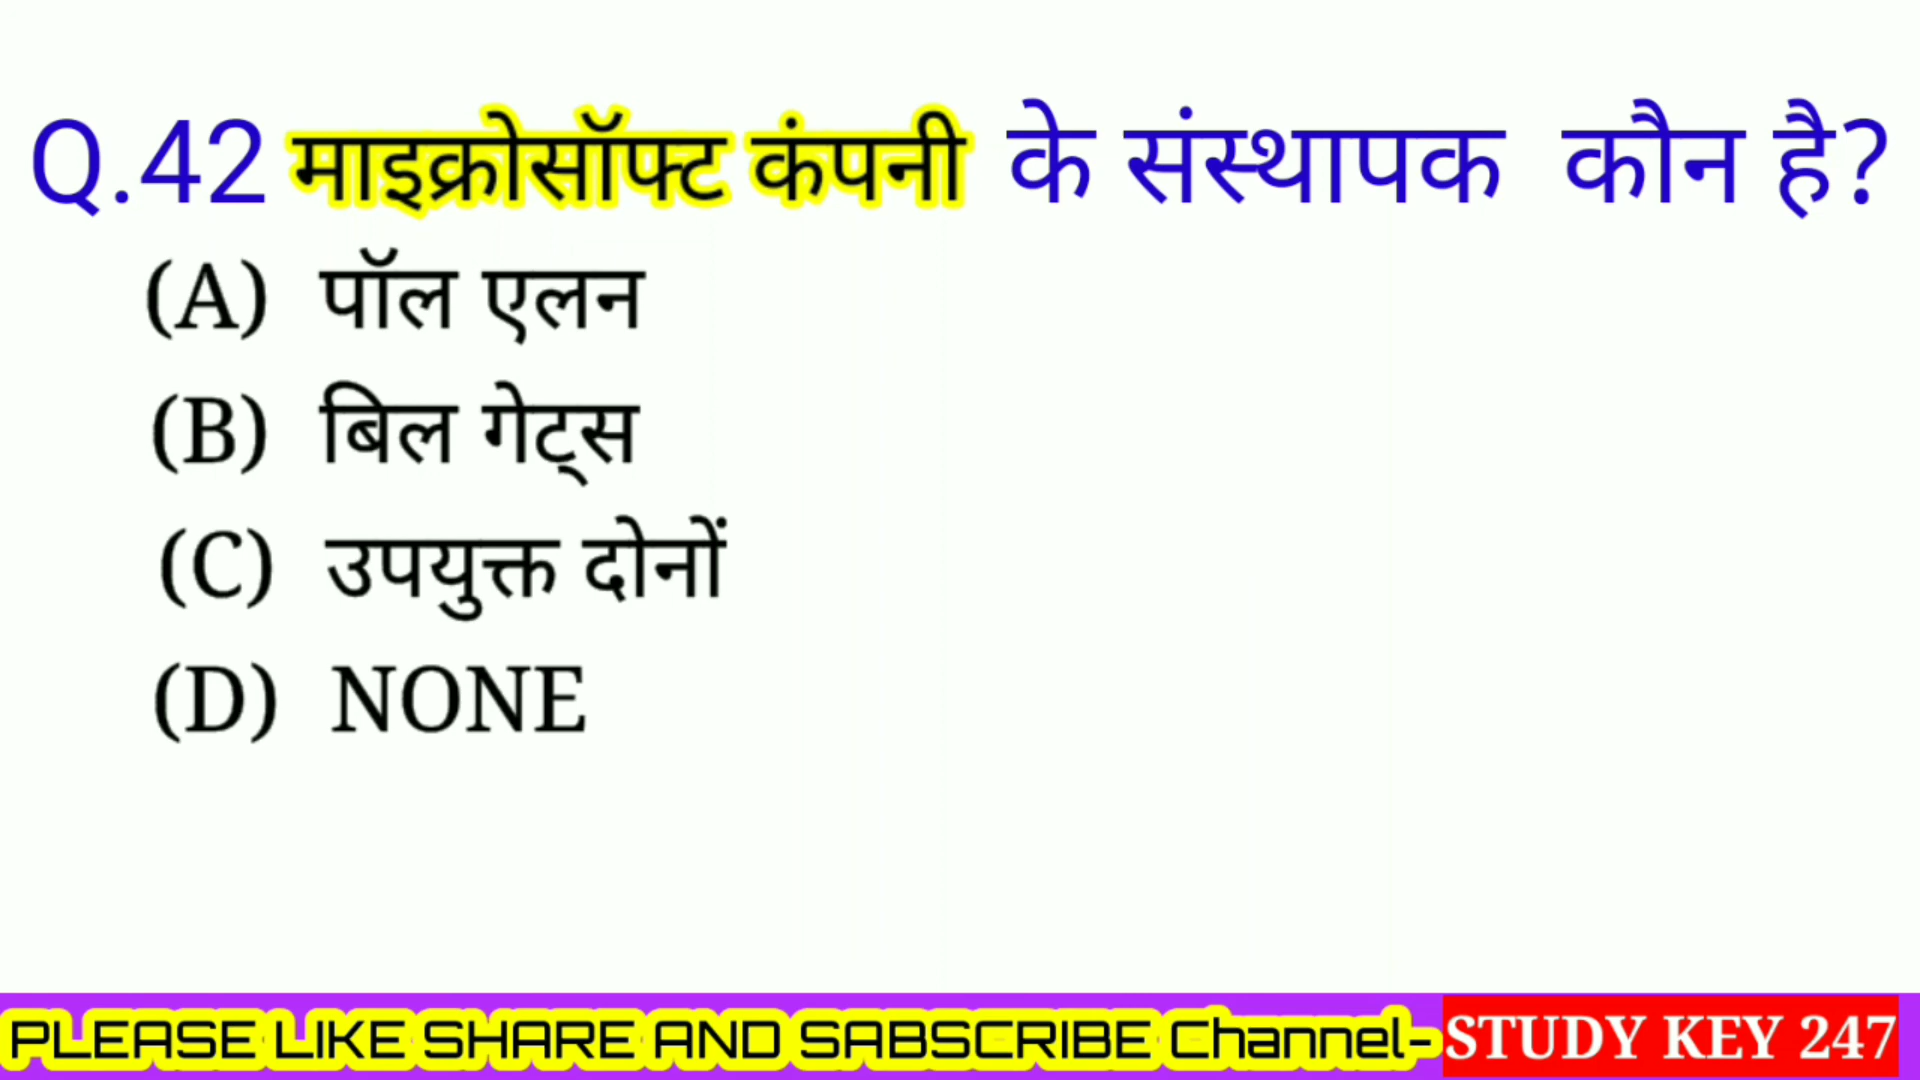 Q.42 माइक्रोसॉफ्ट कंपनी के संस्थापक कौन है?
(A) पॉल एलन
(B) बिल गेट्स
(C) उपयुक्त दोनों
(D) NONE
PLEASE LIKE SHARE AND SABSCRIBE Channel- STUDY KEY 247